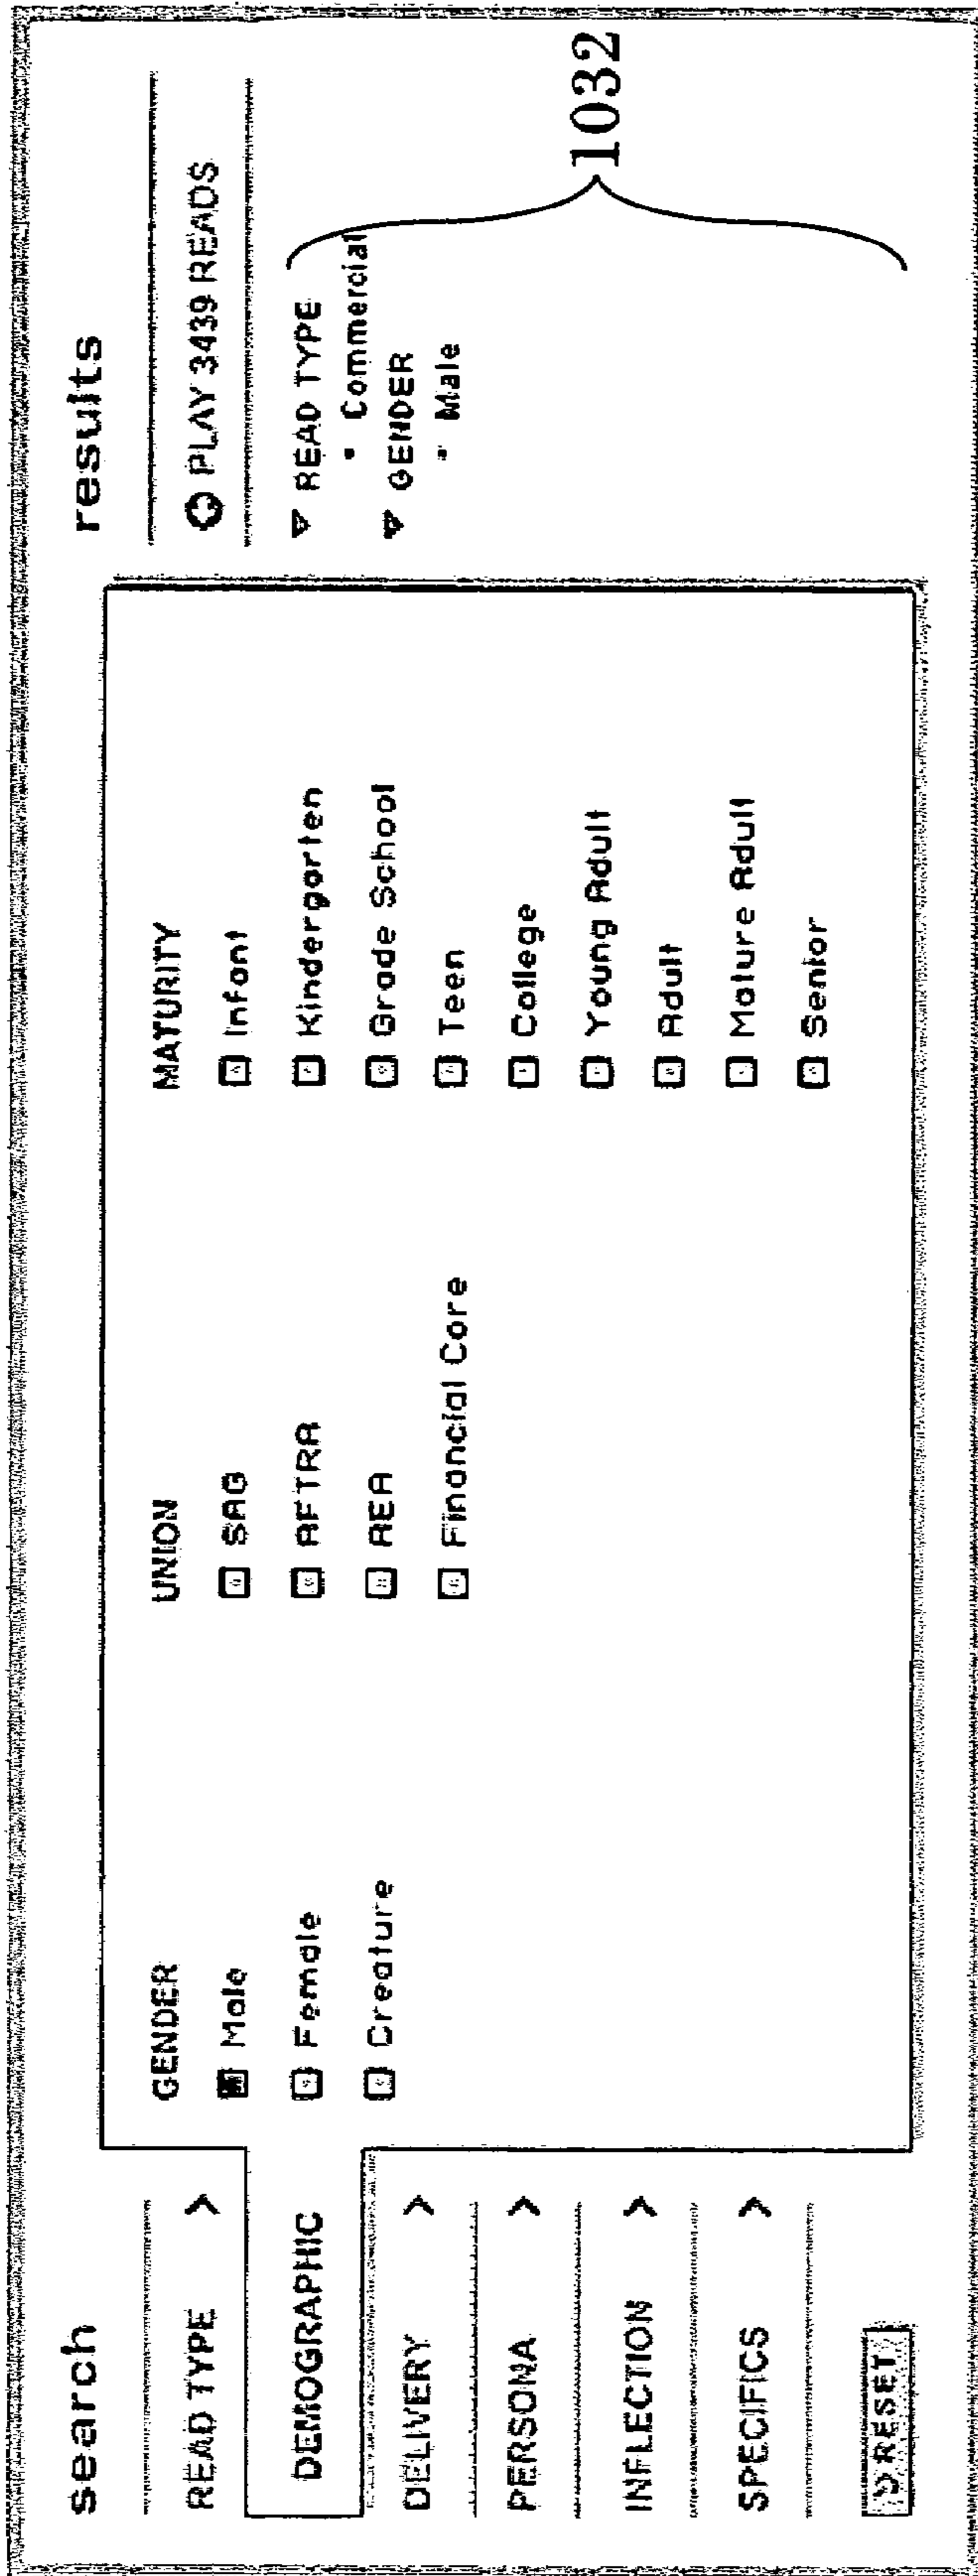 search
READ TYPE
DEMOGRAPHIC
DELIVERY
PERSONA
INFLECTION
SPECIFICS
RESET
GENDER
Male
Female
Creature
UNION
SAG
AFTRA
AEA
Financial Core
MATURITY
Infant
Kindergarten
Grade School
Teen
College
Young Adult
Adult
Mature Adult
Senior
results
PLAY 3439 READS
READ TYPE
Commercial
GENDER
Male
1032